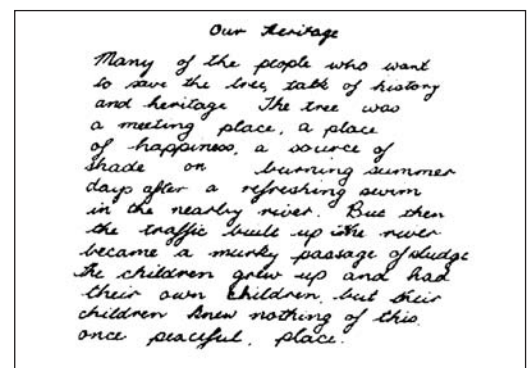 Our Heritage
Many of the people who want
to save the tree, talk of history
and heritage The tree was
a meeting place, a place
of happiness, a source of
shade on burning summer
days after a refreshing swim
in the nearby river. But then
the traffic built up the river
became a murky passage of sludge
the children grew up and had
their own children, but their
children knew nothing of this
once peaceful, place.